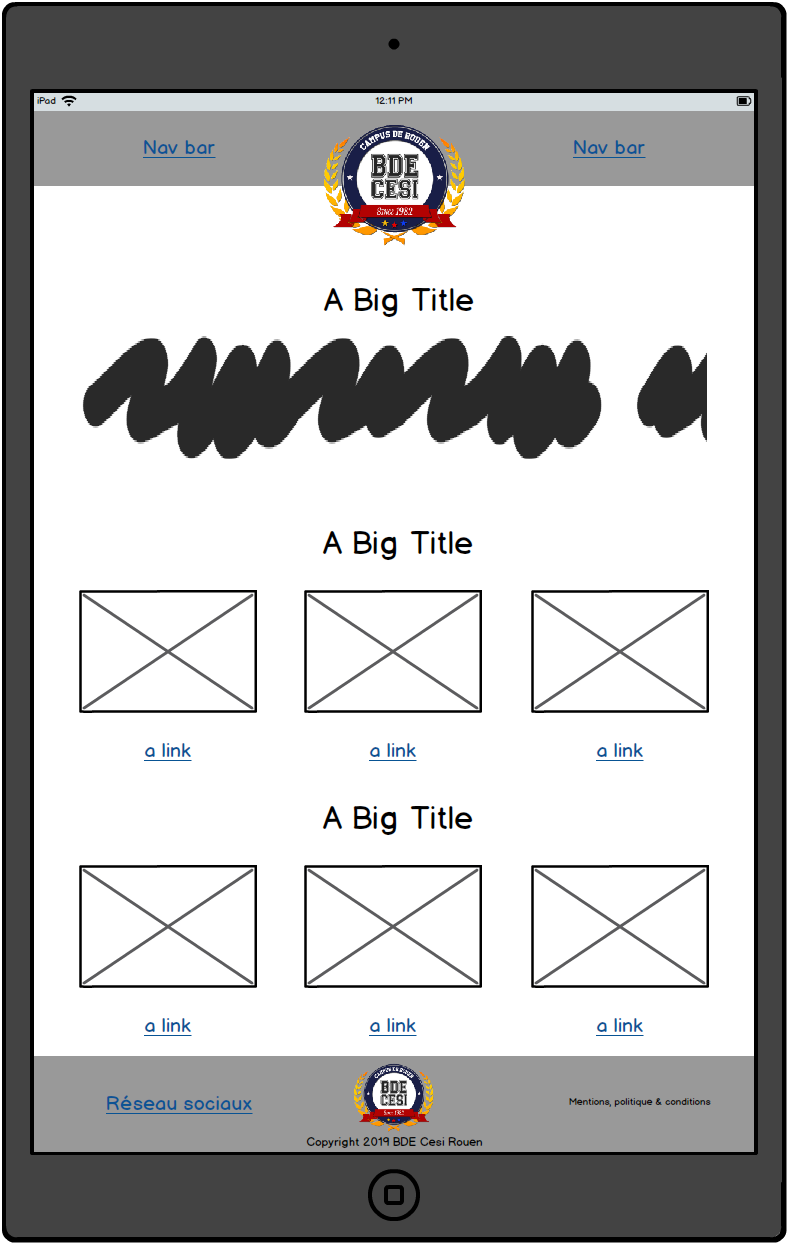 iPad
12:11 PM
Nav bar
CAMPUS DE ROUEN
BDE
CESI
Since 1982
Nav bar
A Big Title
A Big Title
a link
a link
a link
A Big Title
a link
a link
a link
Réseau sociaux
CAMPUS DE ROUEN
BDE
CESI
Since 1982
Mentions, politique & conditions
Copyright 2019 BDE Cesi Rouen